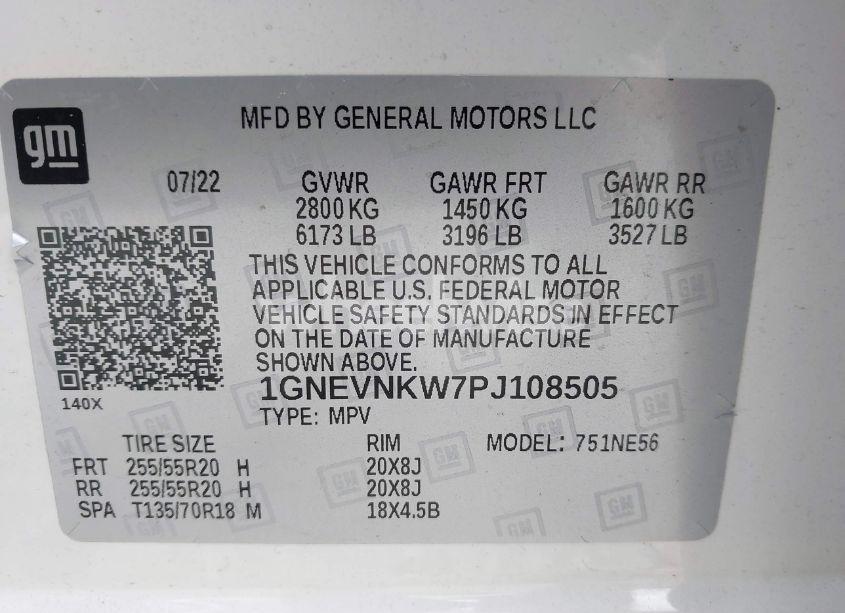 gm
MFD BY GENERAL MOTORS LLC
07/22 GVWR GAWR FRT GAWR RR
2800 KG 1450 KG 1600 KG
6173 LB 3196 LB 3527 LB
THIS VEHICLE CONFORMS TO ALL
APPLICABLE U.S. FEDERAL MOTOR
VEHICLE SAFETY STANDARDS IN EFFECT
ON THE DATE OF MANUFACTURE
SHOWN ABOVE.
1GNEVNKW7PJ108505
140X
TYPE: MPV
TIRE SIZE RIM MODEL: 751NE56
FRT 255/55R20 H 20X8J
RR 255/55R20 H 20X8J
SPA T135/70R18 M 18X4.5B